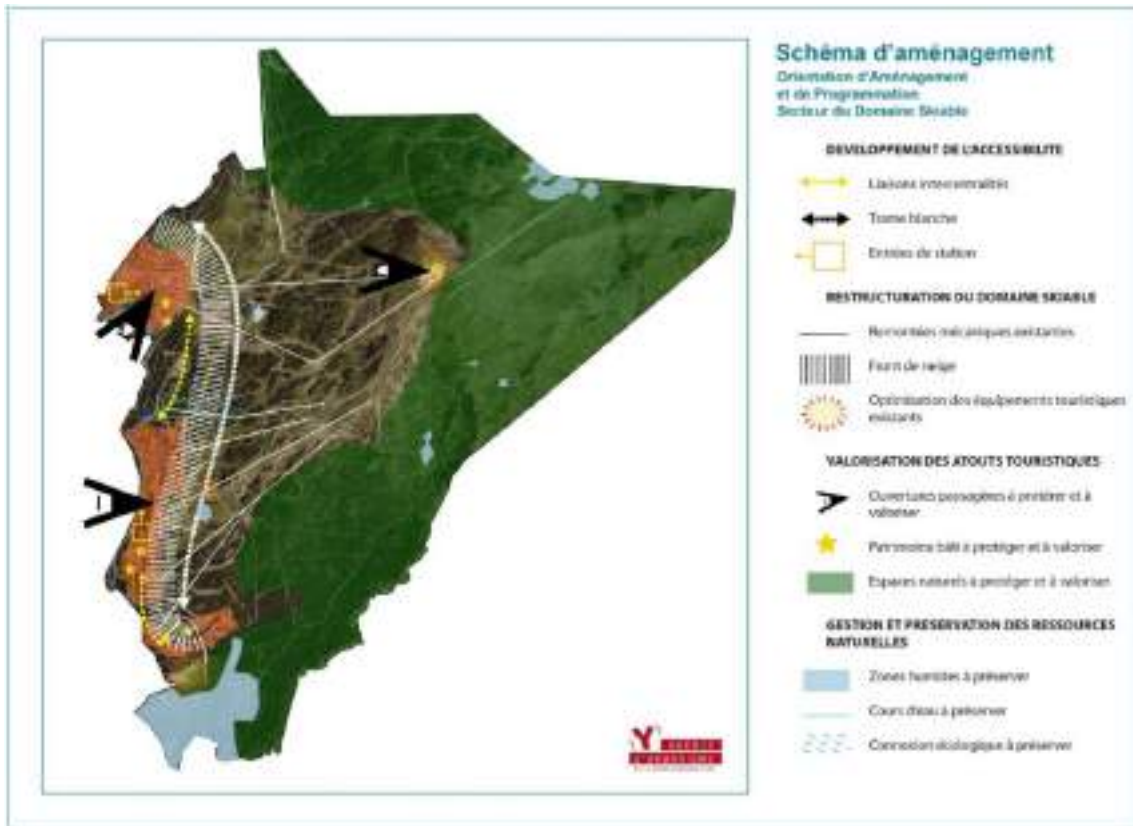 Schéma d'aménagement
Orientation d'Aménagement
et de Programmation
Secteur du Domaine Skiable
DEVELOPPEMENT DE L'ACCESSIBILITE
Liaisons intercentralités
Trame blanche
Entrées de station
RESTRUCTURATION DU DOMAINE SKIABLE
Remontées mécaniques existantes
Front de neige
Optimisation des équipements touristiques
existants
VALORISATION DES ATOUTS TOURISTIQUES
Ouvertures paysagères à protéger et à
valoriser
Patrimoine bâti à protéger et à valoriser
Espaces naturels à protéger et à valoriser
GESTION ET PRESERVATION DES RESSOURCES
NATURELLES
Zones humides à préserver
Cours d'eau à préserver
Connexion écologique à préserver
AGENCE
D'URBANISME